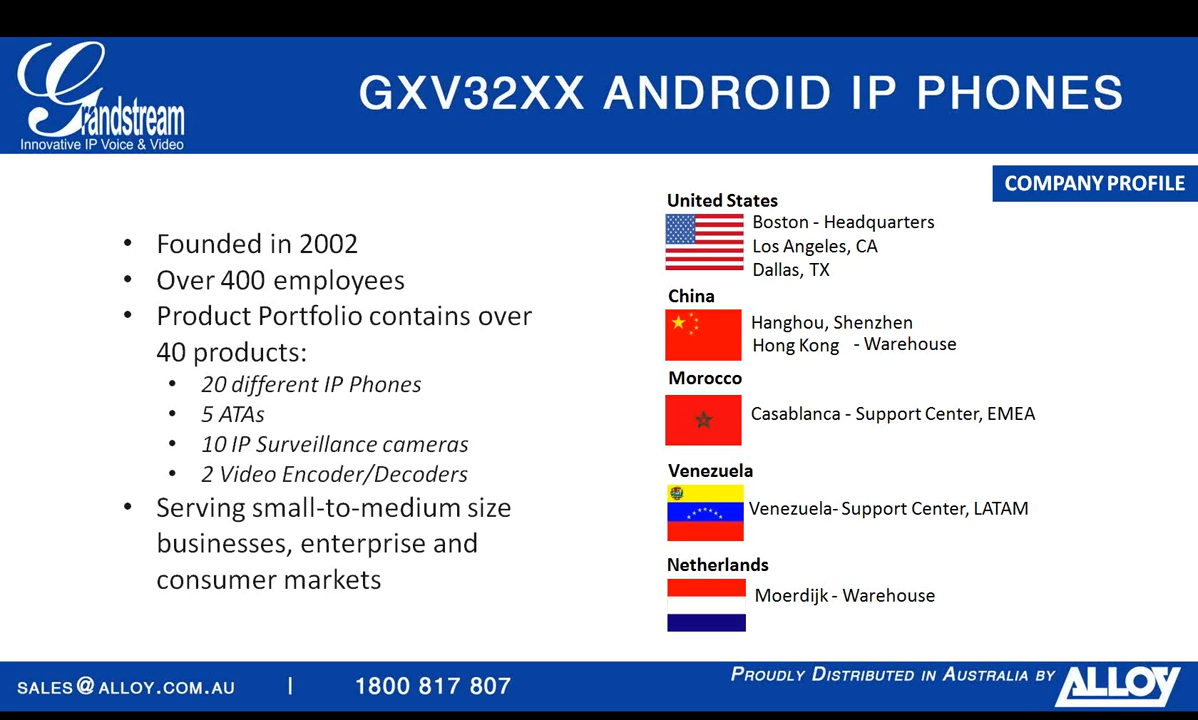 Grandstream
Innovative IP Voice & Video
GXV32XX ANDROID IP PHONES
COMPANY PROFILE
• Founded in 2002
• Over 400 employees
• Product Portfolio contains over
40 products:
• 20 different IP Phones
• 5 ATAs
• 10 IP Surveillance cameras
• 2 Video Encoder/Decoders
• Serving small-to-medium size
businesses, enterprise and
consumer markets
United States
Boston - Headquarters
Los Angeles, CA
Dallas, TX
China
Hanghou, Shenzhen
Hong Kong - Warehouse
Morocco
Casablanca - Support Center, EMEA
Venezuela
Venezuela- Support Center, LATAM
Netherlands
Moerdijk - Warehouse
SALES@ALLOY.COM.AU | 1800 817 807
PROUDLY DISTRIBUTED IN AUSTRALIA BY ALLOY